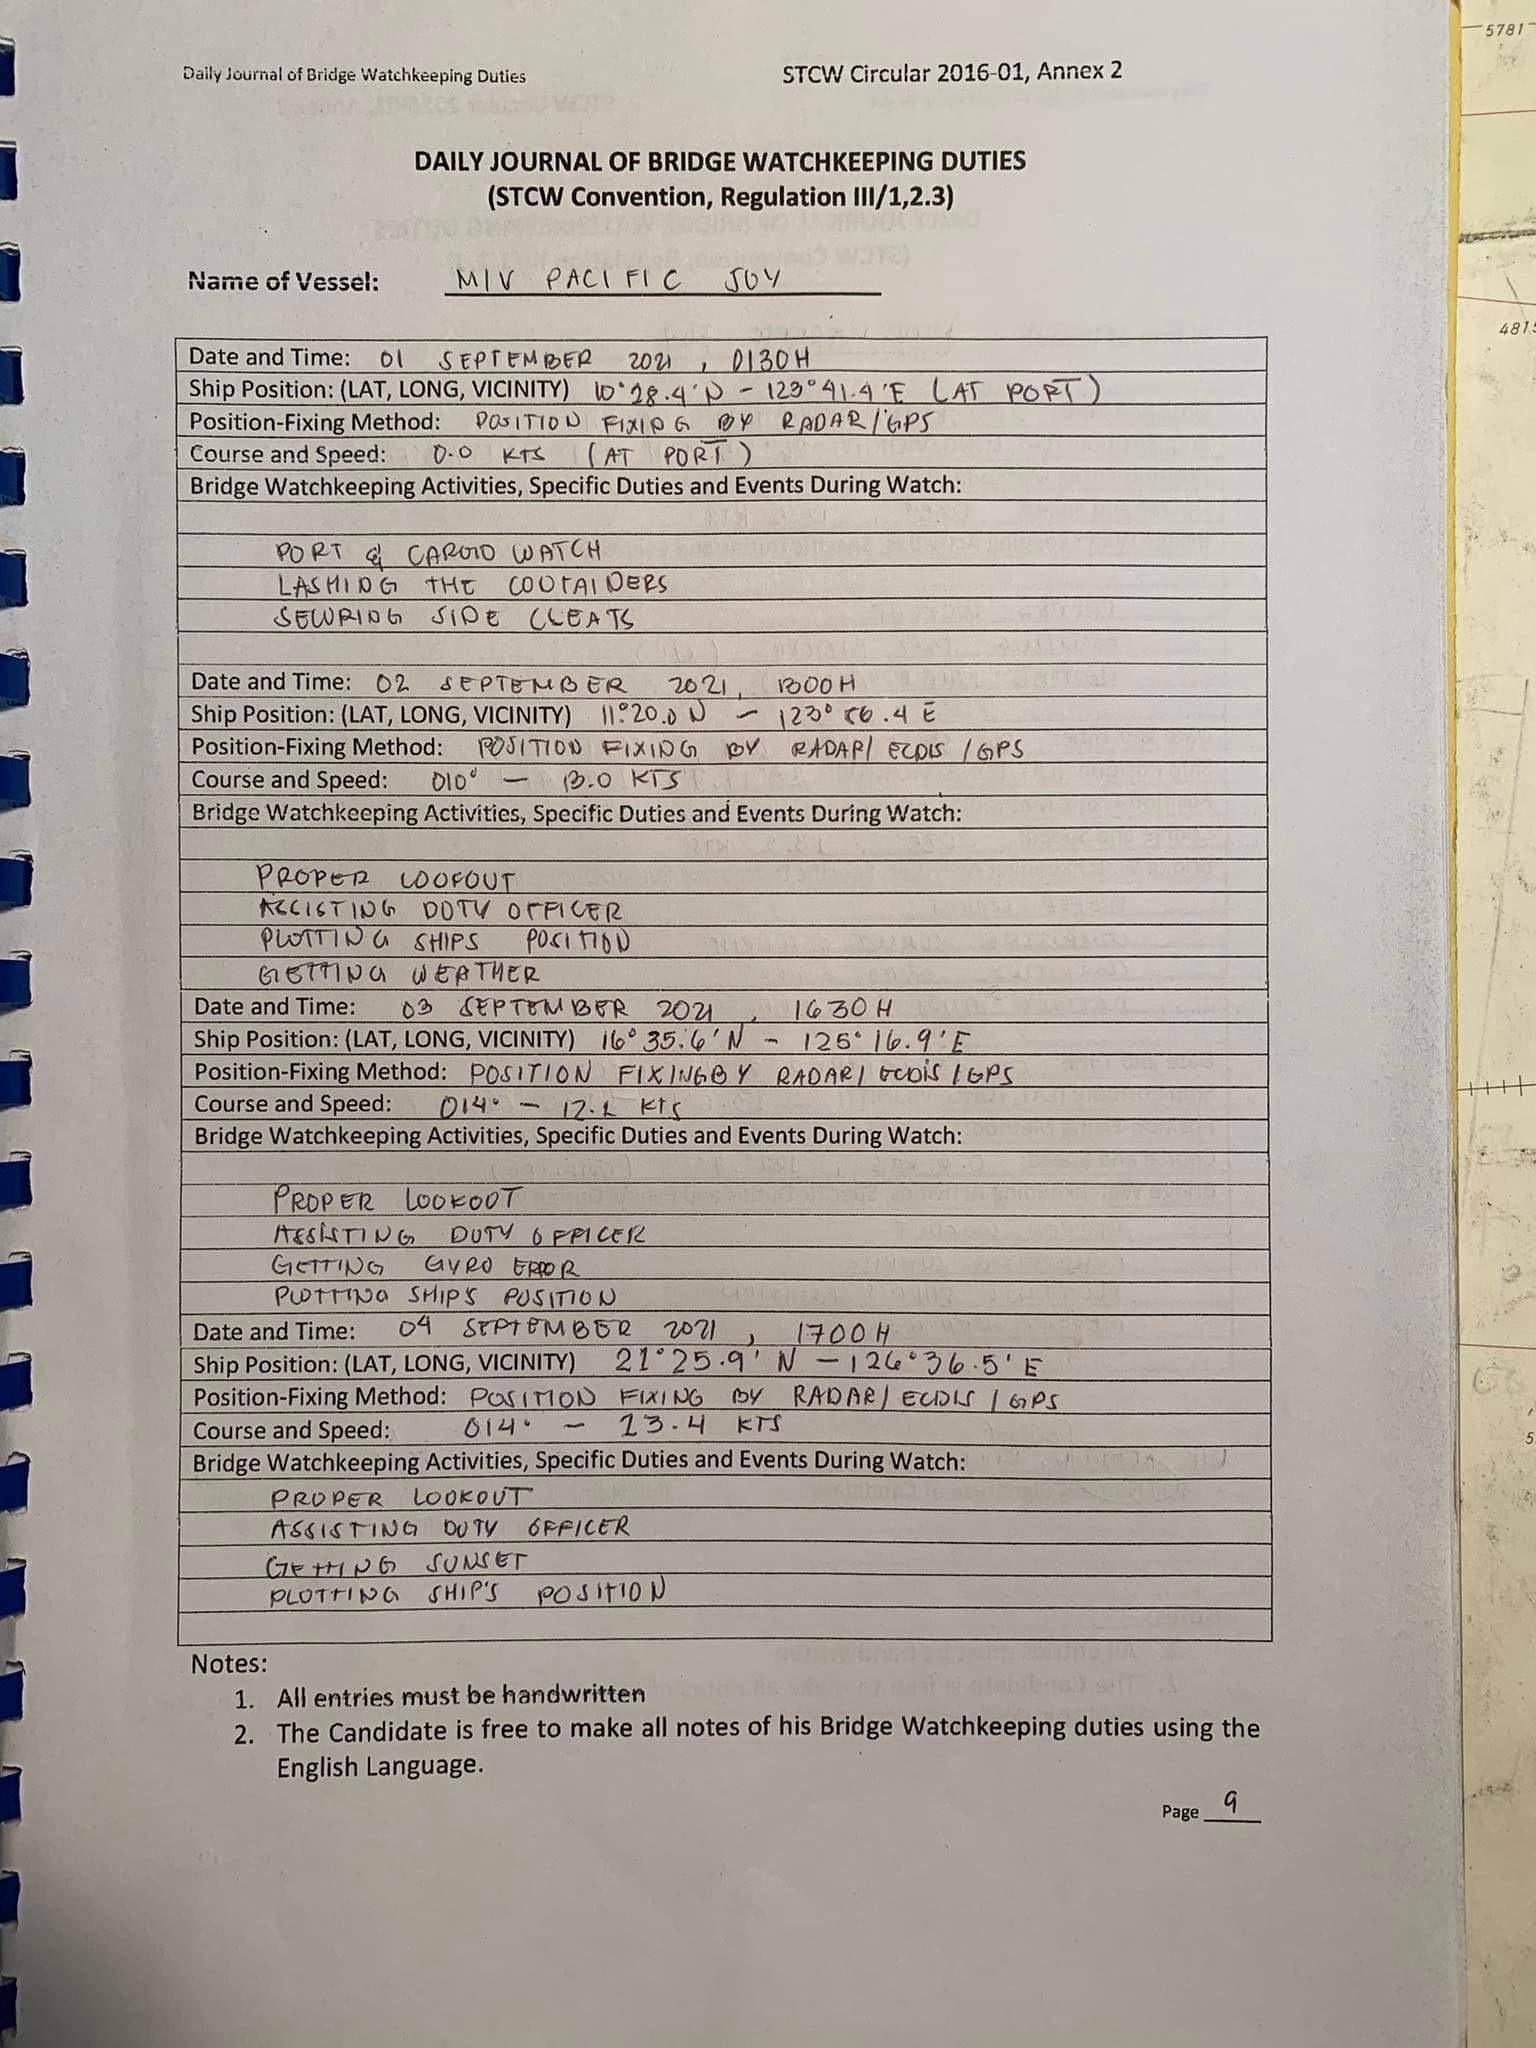 5781
Daily Journal of Bridge Watchkeeping Duties STCW Circular 2016-01, Annex 2
DAILY JOURNAL OF BRIDGE WATCHKEEPING DUTIES
(STCW Convention, Regulation III/1,2.3)
Name of Vessel: M/V PACIFIC JOY
4815
Date and Time: 01 SEPTEMBER 2021, 0130H
Ship Position: (LAT, LONG, VICINITY) 10°28.4'N - 123°41.4'E (AT PORT)
Position-Fixing Method: POSITION FIXING BY RADAR/GPS
Course and Speed: 0.0 KTS (AT PORT)
Bridge Watchkeeping Activities, Specific Duties and Events During Watch:
PORT & CARGO WATCH
LASHING THE CONTAINERS
SECURING SIDE CLEATS
Date and Time: 02 SEPTEMBER 2021, 1300H
Ship Position: (LAT, LONG, VICINITY) 11°20.0 N - 123° 56.4 E
Position-Fixing Method: POSITION FIXING BY RADAR/ ECDIS /GPS
Course and Speed: 010° - 13.0 KTS
Bridge Watchkeeping Activities, Specific Duties and Events During Watch:
PROPER LOOKOUT
ASSISTING DUTY OFFICER
PLOTTING SHIPS POSITION
GETTING WEATHER
Date and Time: 03 SEPTEMBER 2021, 1630H
Ship Position: (LAT, LONG, VICINITY) 16° 35.6'N - 125° 16.9'E
Position-Fixing Method: POSITION FIXINGBY RADAR/ ECDIS /GPS
Course and Speed: 014° - KTS
Bridge Watchkeeping Activities, Specific Duties and Events During Watch:
PROPER LOOKOUT
ASSISTING DUTY OFFICER
GETTING GYRO ERROR
PLOTTING SHIPS POSITION
Date and Time: 04 SEPTEMBER 2021, 1700H
Ship Position: (LAT, LONG, VICINITY) 21°25.9' N - 126°36.5' E
Position-Fixing Method: POSITION FIXING BY RADAR/ ECDIS / GPS
Course and Speed: 014° - 13.4 KTS
Bridge Watchkeeping Activities, Specific Duties and Events During Watch:
PROPER LOOKOUT
ASSISTING DUTY OFFICER
GETTING SUNSET
PLOTTING SHIP'S POSITION
Notes:
1. All entries must be handwritten
2. The Candidate is free to make all notes of his Bridge Watchkeeping duties using the
English Language.
Page 9